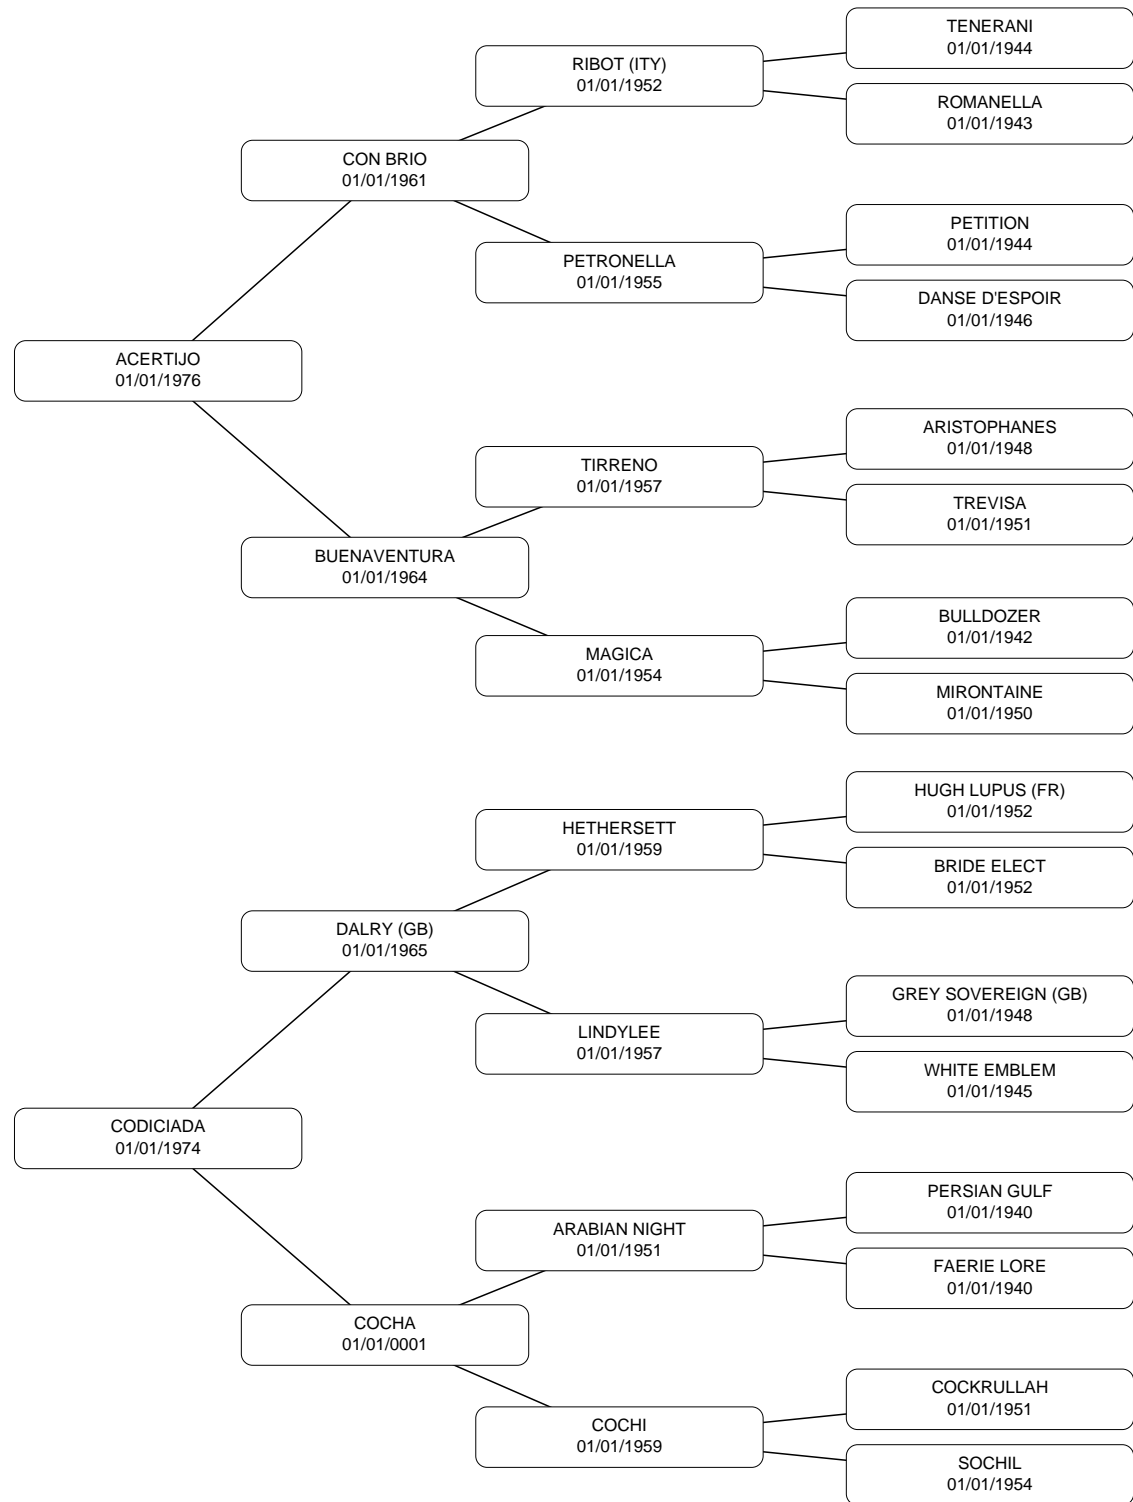 TENERANI
01/01/1944
RIBOT (ITY)
01/01/1952
ROMANELLA
01/01/1943
CON BRIO
01/01/1961
PETITION
01/01/1944
PETRONELLA
01/01/1955
DANSE D'ESPOIR
01/01/1946
ACERTIJO
01/01/1976
ARISTOPHANES
01/01/1948
TIRRENO
01/01/1957
TREVISA
01/01/1951
BUENAVENTURA
01/01/1964
BULLDOZER
01/01/1942
MAGICA
01/01/1954
MIRONTAINE
01/01/1950
HUGH LUPUS (FR)
01/01/1952
HETHERSETT
01/01/1959
BRIDE ELECT
01/01/1952
DALRY (GB)
01/01/1965
GREY SOVEREIGN (GB)
01/01/1948
LINDYLEE
01/01/1957
WHITE EMBLEM
01/01/1945
CODICIADA
01/01/1974
PERSIAN GULF
01/01/1940
ARABIAN NIGHT
01/01/1951
FAERIE LORE
01/01/1940
COCHA
01/01/0001
COCKRULLAH
01/01/1951
COCHI
01/01/1959
SOCHIL
01/01/1954